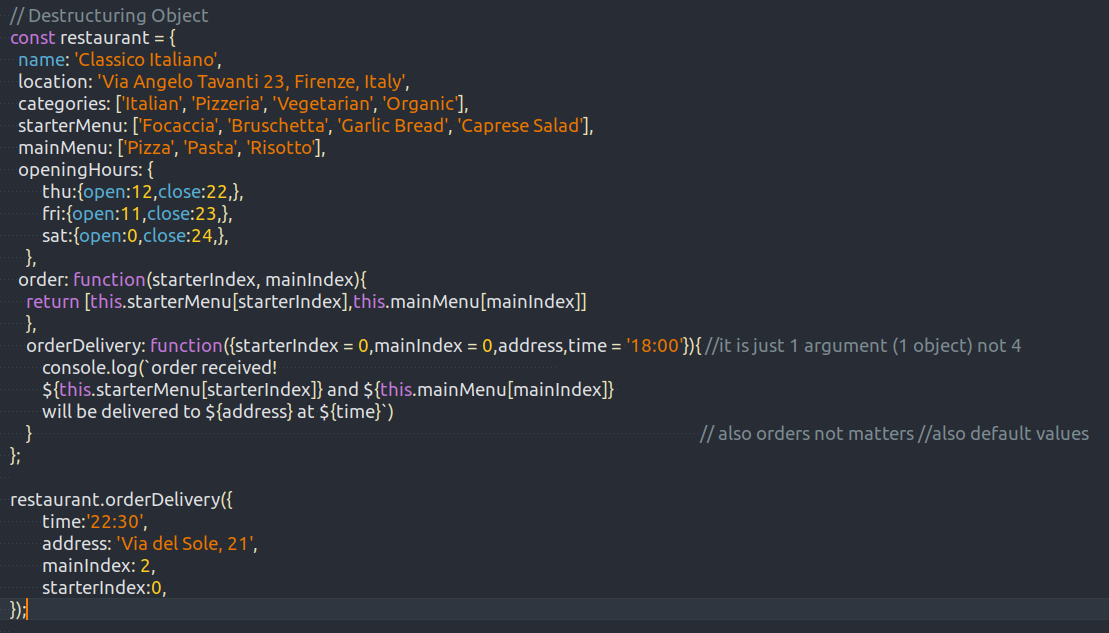 // Destructuring Object
const restaurant = {
name: 'Classico Italiano',
location: 'Via Angelo Tavanti 23, Firenze, Italy',
categories: ['Italian', 'Pizzeria', 'Vegetarian', 'Organic'],
starterMenu: ['Focaccia', 'Bruschetta', 'Garlic Bread', 'Caprese Salad'],
mainMenu: ['Pizza', 'Pasta', 'Risotto'],
openingHours: {
thu:{open:12,close:22,},
fri:{open:11,close:23,},
sat:{open:0,close:24,},
},
order: function(starterIndex, mainIndex){
return [this.starterMenu[starterIndex],this.mainMenu[mainIndex]]
},
orderDelivery: function({starterIndex = 0,mainIndex = 0,address,time = '18:00'}){ //it is just 1 argument (1 object) not 4
console.log(`order received!
${this.starterMenu[starterIndex]} and ${this.mainMenu[mainIndex]}
will be delivered to ${address} at ${time}`)
} // also orders not matters //also default values
};
restaurant.orderDelivery({
time:'22:30',
address: 'Via del Sole, 21',
mainIndex: 2,
starterIndex:0,
});